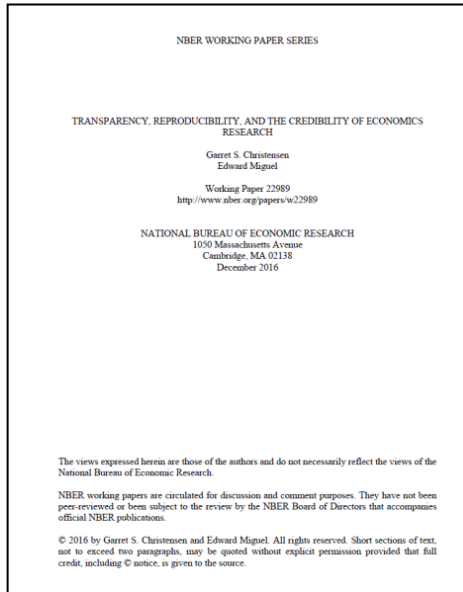 NBER WORKING PAPER SERIES
TRANSPARENCY, REPRODUCIBILITY, AND THE CREDIBILITY OF ECONOMICS
RESEARCH
Garret S. Christensen
Edward Miguel
Working Paper 22989
http://www.nber.org/papers/w22989
NATIONAL BUREAU OF ECONOMIC RESEARCH
1050 Massachusetts Avenue
Cambridge, MA 02138
December 2016
The views expressed herein are those of the authors and do not necessarily reflect the views of the
National Bureau of Economic Research.
NBER working papers are circulated for discussion and comment purposes. They have not been
peer-reviewed or been subject to the review by the NBER Board of Directors that accompanies
official NBER publications.
© 2016 by Garret S. Christensen and Edward Miguel. All rights reserved. Short sections of text,
not to exceed two paragraphs, may be quoted without explicit permission provided that full
credit, including © notice, is given to the source.